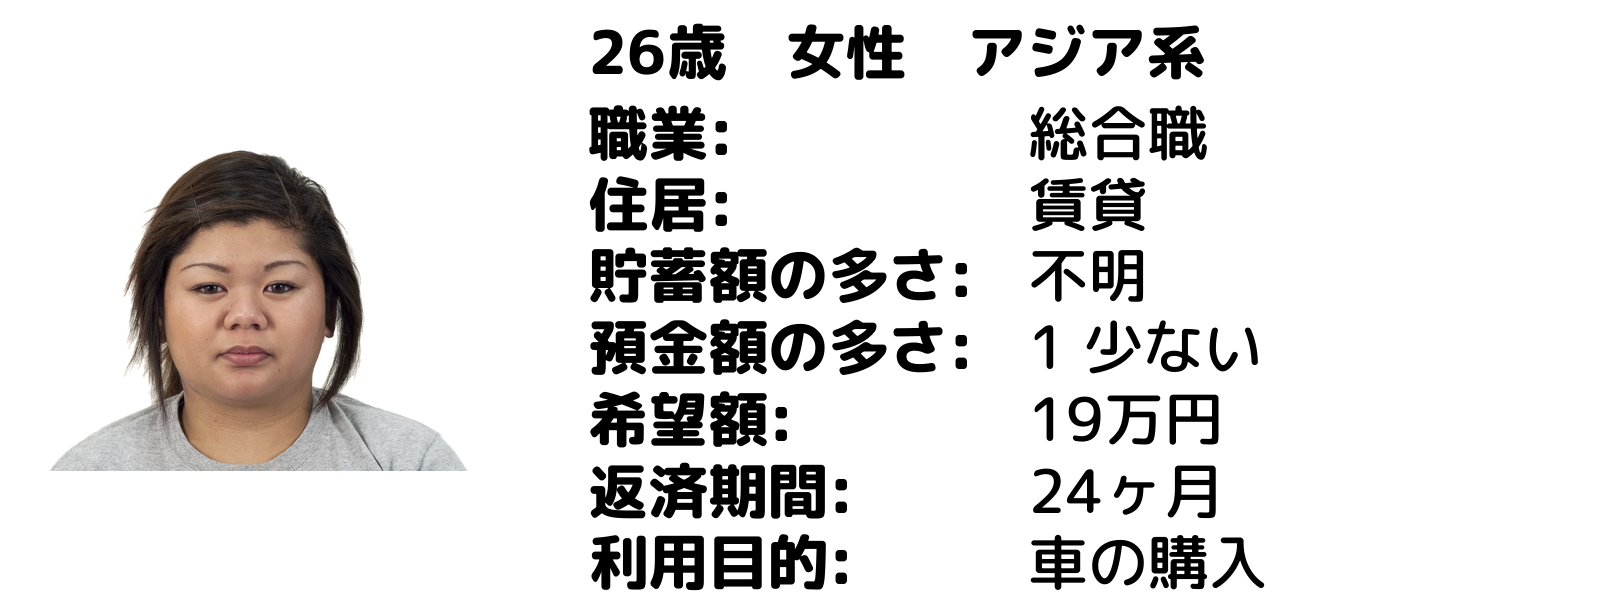 26歳　女性　アジア系
職業: 総合職
住居: 賃貸
貯蓄額の多さ: 不明
預金額の多さ: 1 少ない
希望額: 19万円
返済期間: 24ヶ月
利用目的: 車の購入